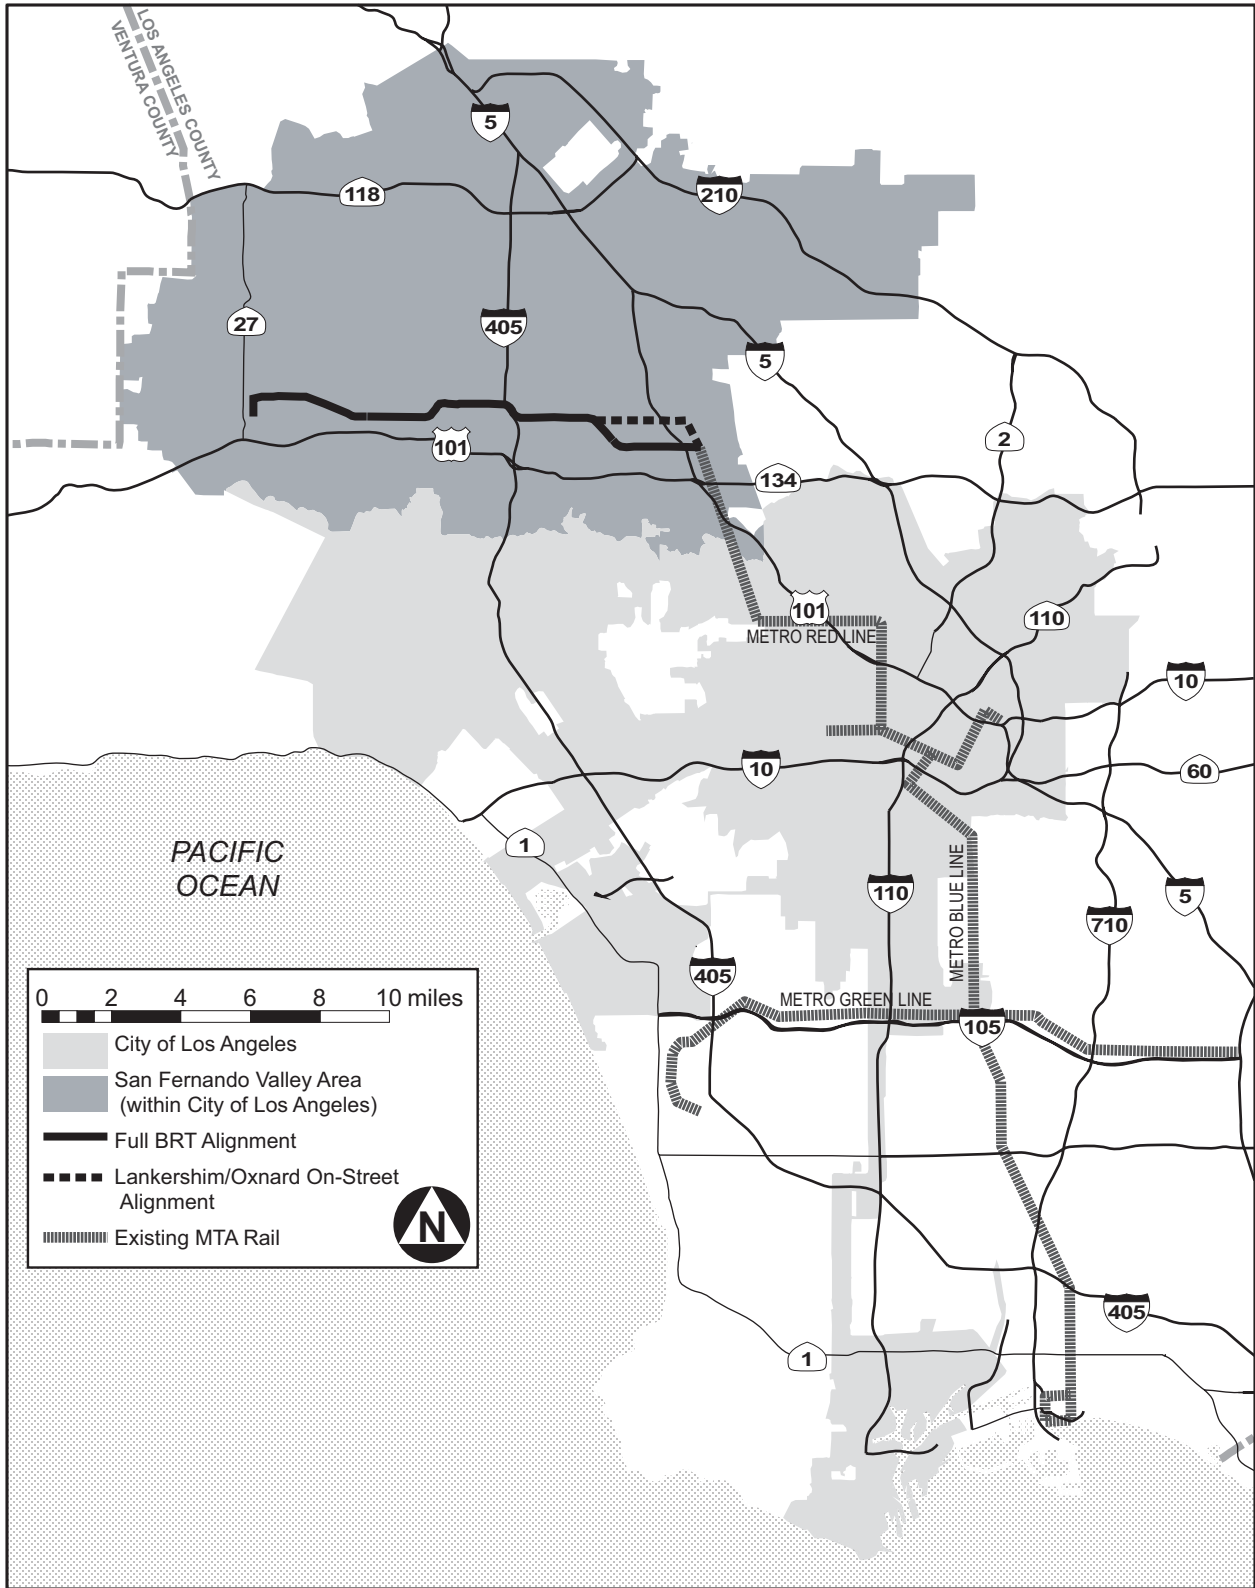 LOS ANGELES COUNTY
VENTURA COUNTY
5
118
210
27
405
5
101
2
134
101
METRO RED LINE
110
10
10
60
PACIFIC
OCEAN
1
110
METRO BLUE LINE
5
710
405
METRO GREEN LINE
105
0 2 4 6 8 10 miles
City of Los Angeles
San Fernando Valley Area
(within City of Los Angeles)
Full BRT Alignment
Lankershim/Oxnard On-Street
Alignment
Existing MTA Rail
N
405
1